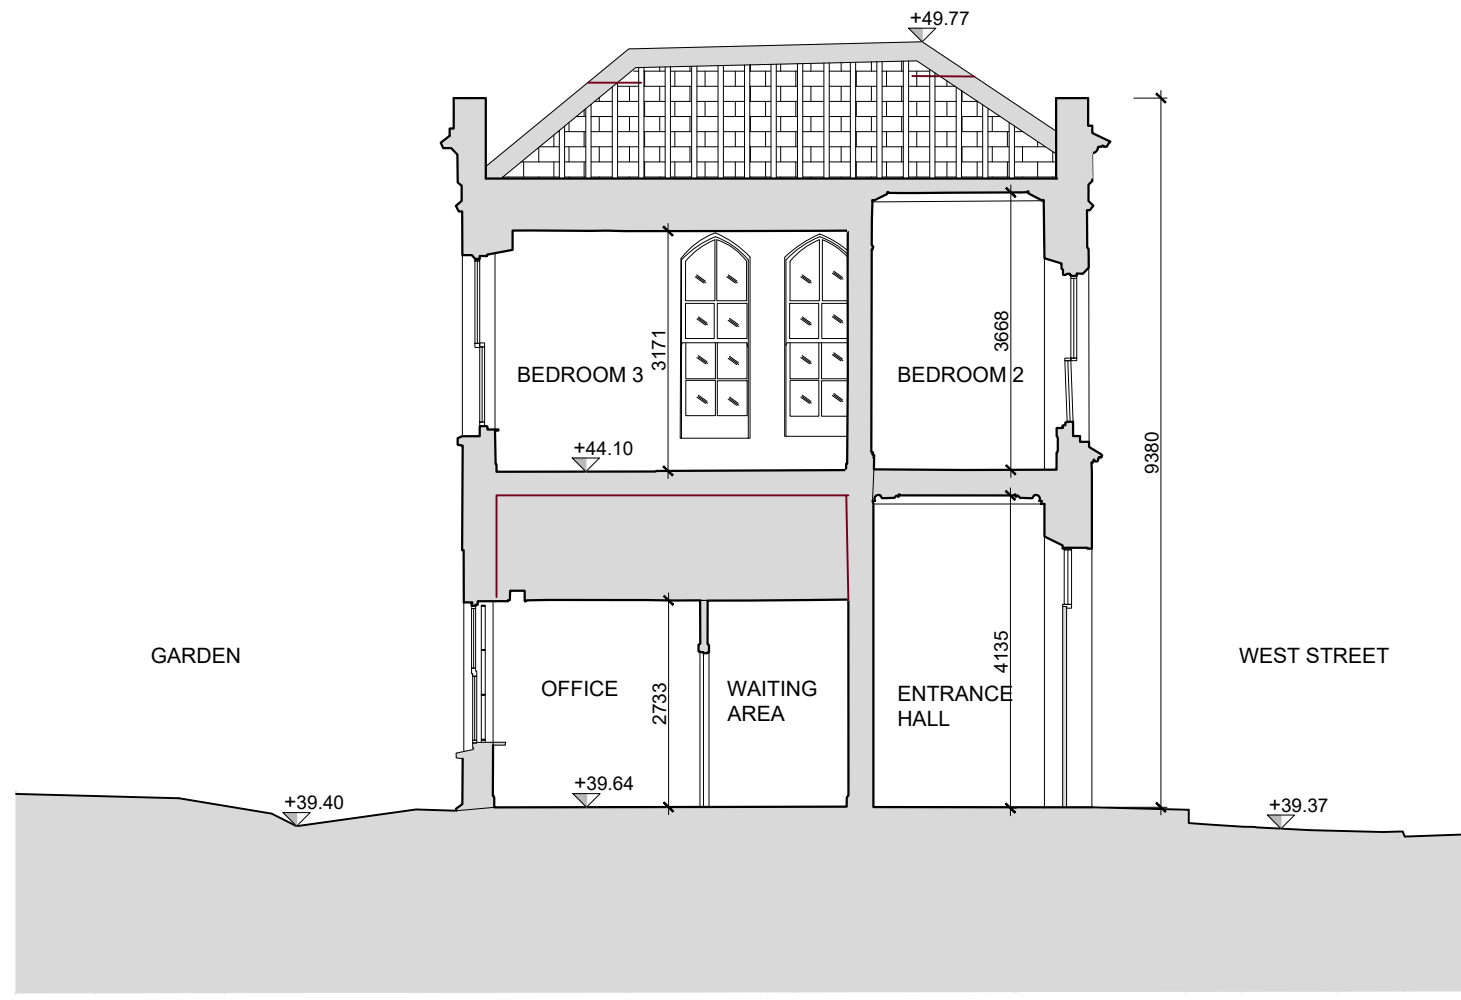 +49.77
3171
3668
BEDROOM 3
BEDROOM 2
+44.10
9380
GARDEN
WEST STREET
OFFICE
WAITING
AREA
2733
4135
ENTRANCE
HALL
+39.64
+39.40
+39.37